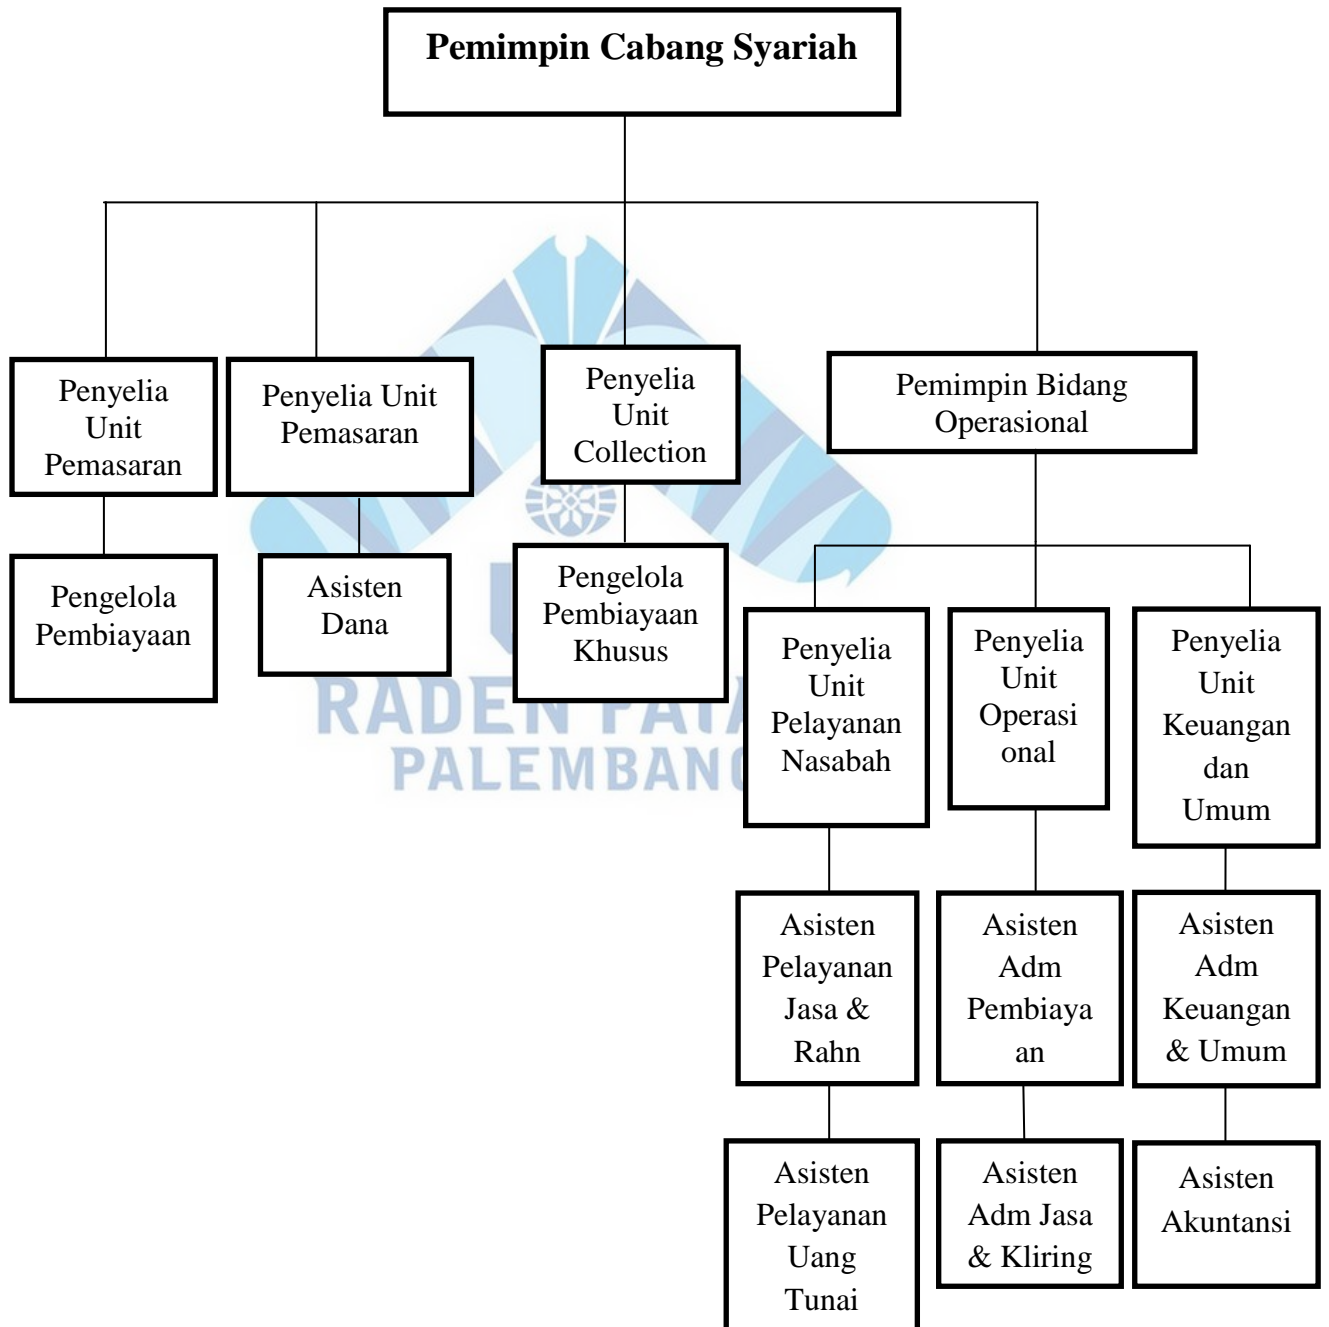 Pemimpin Cabang Syariah
Penyelia
Unit
Pemasaran
Penyelia Unit
Pemasaran
Penyelia
Unit
Collection
Pemimpin Bidang
Operasional
Pengelola
Pembiayaan
Asisten
Dana
Pengelola
Pembiayaan
Khusus
Penyelia
Unit
Pelayanan
Nasabah
Penyelia
Unit
Operasi
onal
Penyelia
Unit
Keuangan
dan
Umum
RADEN
PALEMBANG
Asisten
Pelayanan
Jasa &
Rahn
Asisten
Adm
Pembiaya
an
Asisten
Adm
Keuangan
& Umum
Asisten
Pelayanan
Uang
Tunai
Asisten
Adm Jasa
& Kliring
Asisten
Akuntansi